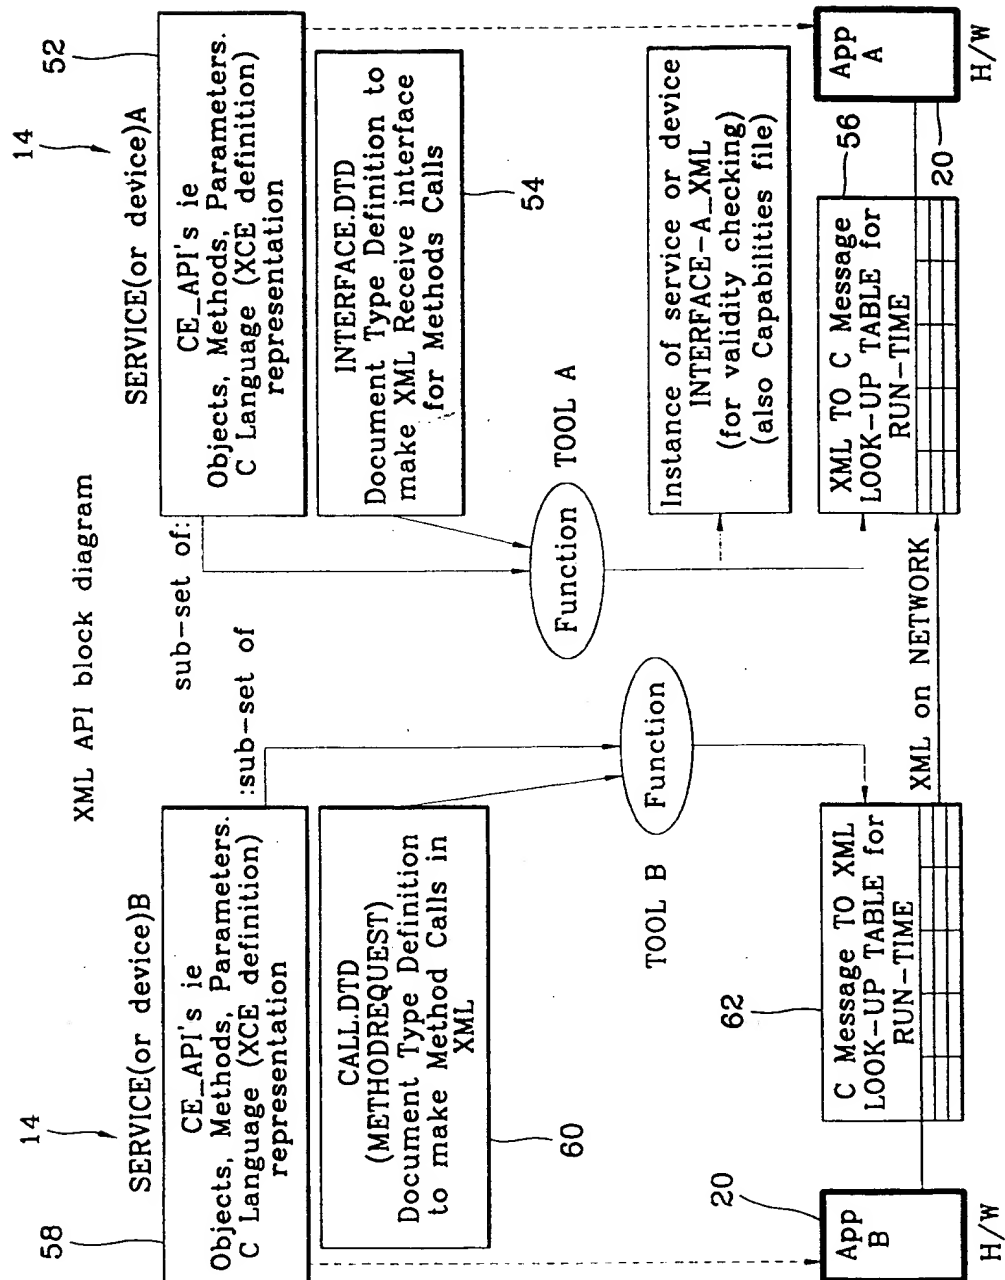 XML API block diagram
14
SERVICE(or device)B
58
CE_API's ie
Objects, Methods, Parameters.
C Language (XCE definition)
representation
:sub-set of
CALL.DTD
(METHODREQUEST)
Document Type Definition
to make Method Calls in
XML
60
TOOL B
Function
62
C Message TO XML
LOOK-UP TABLE for
RUN-TIME
20
App
B
H/W
XML on NETWORK
14
SERVICE(or device)A
52
CE_API's ie
Objects, Methods, Parameters.
C Language (XCE definition)
representation
sub-set of:
INTERFACE.DTD
Document Type Definition to
make XML Receive interface
for Methods Calls
54
Function
TOOL A
Instance of service or device
INTERFACE-A_XML
(for validity checking)
(also Capabilities file)
XML TO C Message
LOOK-UP TABLE for
RUN-TIME
56
20
App
A
H/W